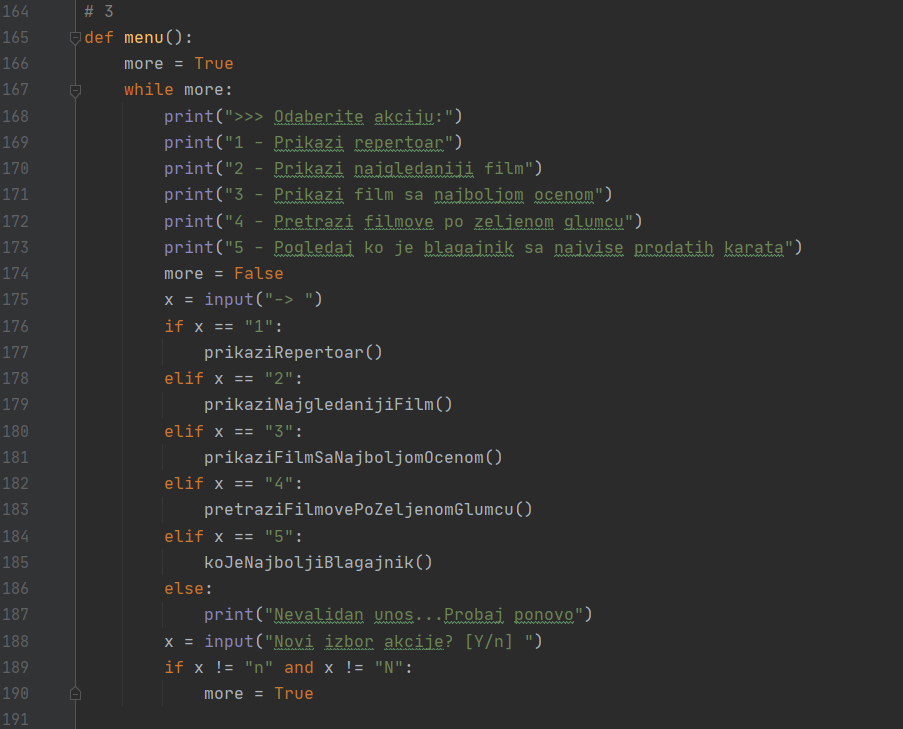 164 # 3
165 def menu():
166     more = True
167     while more:
168         print(">>> Odaberite akciju:")
169         print("1 - Prikazi repertoar")
170         print("2 - Prikazi najgledaniji film")
171         print("3 - Prikazi film sa najboljom ocenom")
172         print("4 - Pretrazi filmove po zeljenom glumcu")
173         print("5 - Pogledaj ko je blagajnik sa najvise prodatih karata")
174         more = False
175         x = input("-> ")
176         if x == "1":
177             prikaziRepertoar()
178         elif x == "2":
179             prikaziNajgledanijiFilm()
180         elif x == "3":
181             prikaziFilmSaNajboljomOcenom()
182         elif x == "4":
183             pretraziFilmovePoZeljenomGlumcu()
184         elif x == "5":
185             koJeNajboljiBlagajnik()
186         else:
187             print("Nevalidan unos...Probaj ponovo")
188         x = input("Novi izbor akcije? [Y/n] ")
189         if x != "n" and x != "N":
190             more = True
191